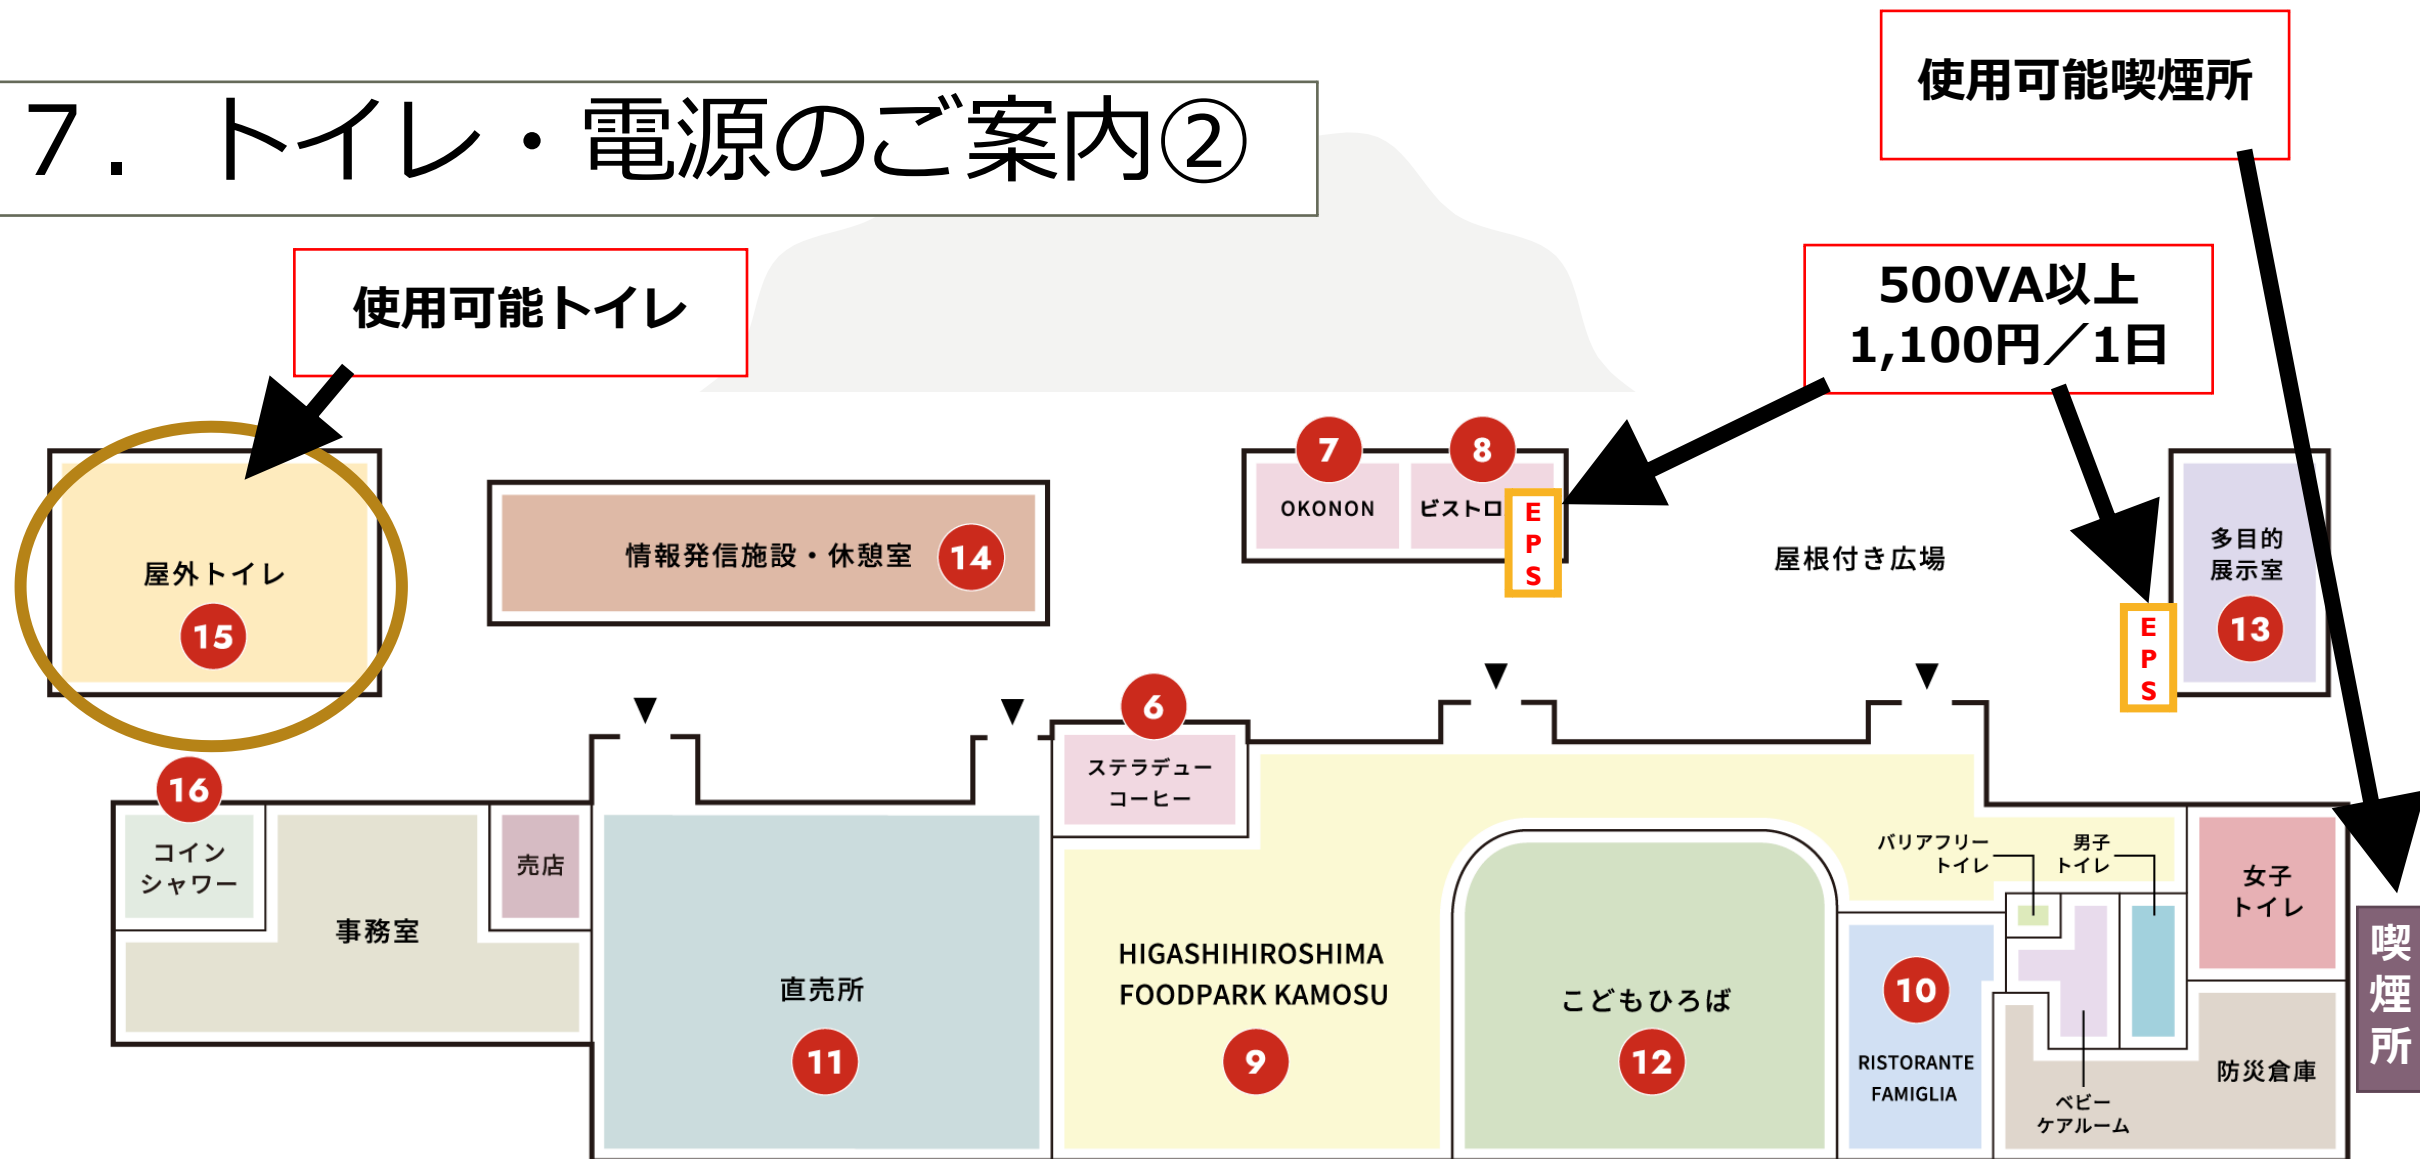 7．トイレ・電源のご案内②
使用可能喫煙所
使用可能トイレ
500VA以上
1,100円／1日
7
8
OKONON
ビストロ
E
P
S
屋根付き広場
多目的
展示室
13
E
P
S
情報発信施設・休憩室
14
屋外トイレ
15
6
ステラデュー
コーヒー
16
コイン
シャワー
売店
事務室
直売所
11
HIGASHIHIROSHIMA
FOODPARK KAMOSU
9
こどもひろば
12
バリアフリー
トイレ
男子
トイレ
女子
トイレ
10
RISTORANTE
FAMIGLIA
ベビー
ケアルーム
防災倉庫
喫
煙
所